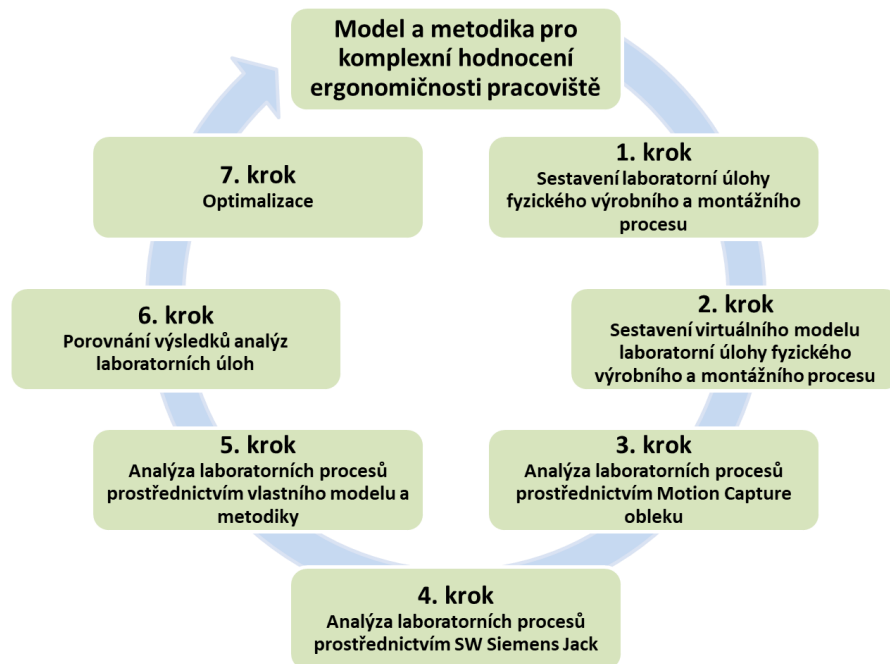 Model a metodika pro
komplexní hodnocení
ergonomičnosti pracoviště
1. krok
Sestavení laboratorní úlohy
fyzického výrobního a montážního
procesu
2. krok
Sestavení virtuálního modelu
laboratorní úlohy fyzického
výrobního a montážního procesu
3. krok
Analýza laboratorních procesů
prostřednictvím Motion Capture
obleku
4. krok
Analýza laboratorních procesů
prostřednictvím SW Siemens Jack
5. krok
Analýza laboratorních procesů
prostřednictvím vlastního modelu a
metodiky
6. krok
Porovnání výsledků analýz
laboratorních úloh
7. krok
Optimalizace